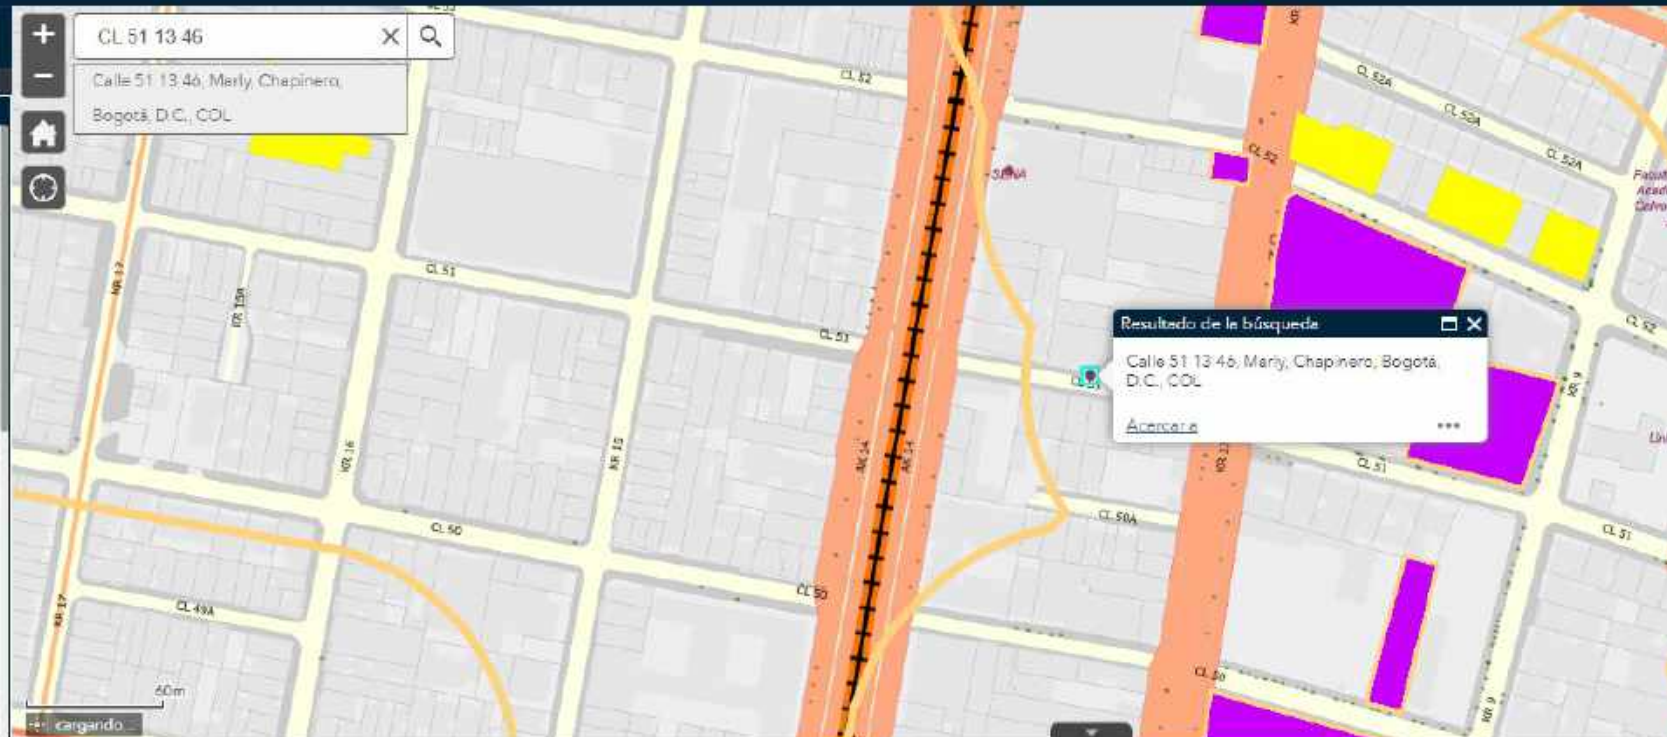 +
CL 51 13 46
Calle 51 13 46, Marly, Chapinero,
Bogotá, D.C., COL
−
CL 52
CL 52A
CL 52A
CL 52A
CL 52
SENA
KR 17
KR 15A
CL 51
CL 51
CL 52
Resultado de la búsqueda
Calle 51 13 46, Marly, Chapinero, Bogotá,
D.C., COL
Acercar a
KR 9
KR 16
KR 15
AK 14
AK 14
KR 13
CL 51
CL 50
CL 50A
CL 51
CL 50
CL 49A
KR 17
CL 50
KR 9
60m
cargando...